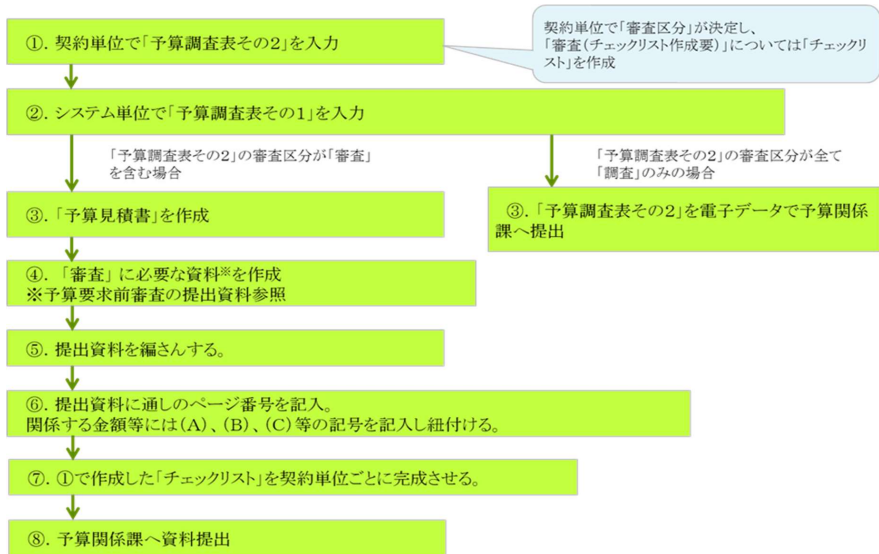 ①．契約単位で「予算調査表その２」を入力
契約単位で「審査区分」が決定し、
「審査（チェックリスト作成要）」については「チェックリ
スト」を作成
②．システム単位で「予算調査表その１」を入力
「予算調査表その２」の審査区分が「審査」
を含む場合
「予算調査表その２」の審査区分が全て
「調査」のみの場合
③．「予算見積書」を作成
③．「予算調査表その２」を電子データで予算関係
課へ提出
④．「審査」に必要な資料※を作成
※予算要求前審査の提出資料参照
⑤．提出資料を編さんする。
⑥．提出資料に通しのページ番号を記入。
関係する金額等には（Ａ）、（Ｂ）、（Ｃ）等の記号を記入し紐付ける。
⑦．①で作成した「チェックリスト」を契約単位ごとに完成させる。
⑧．予算関係課へ資料提出